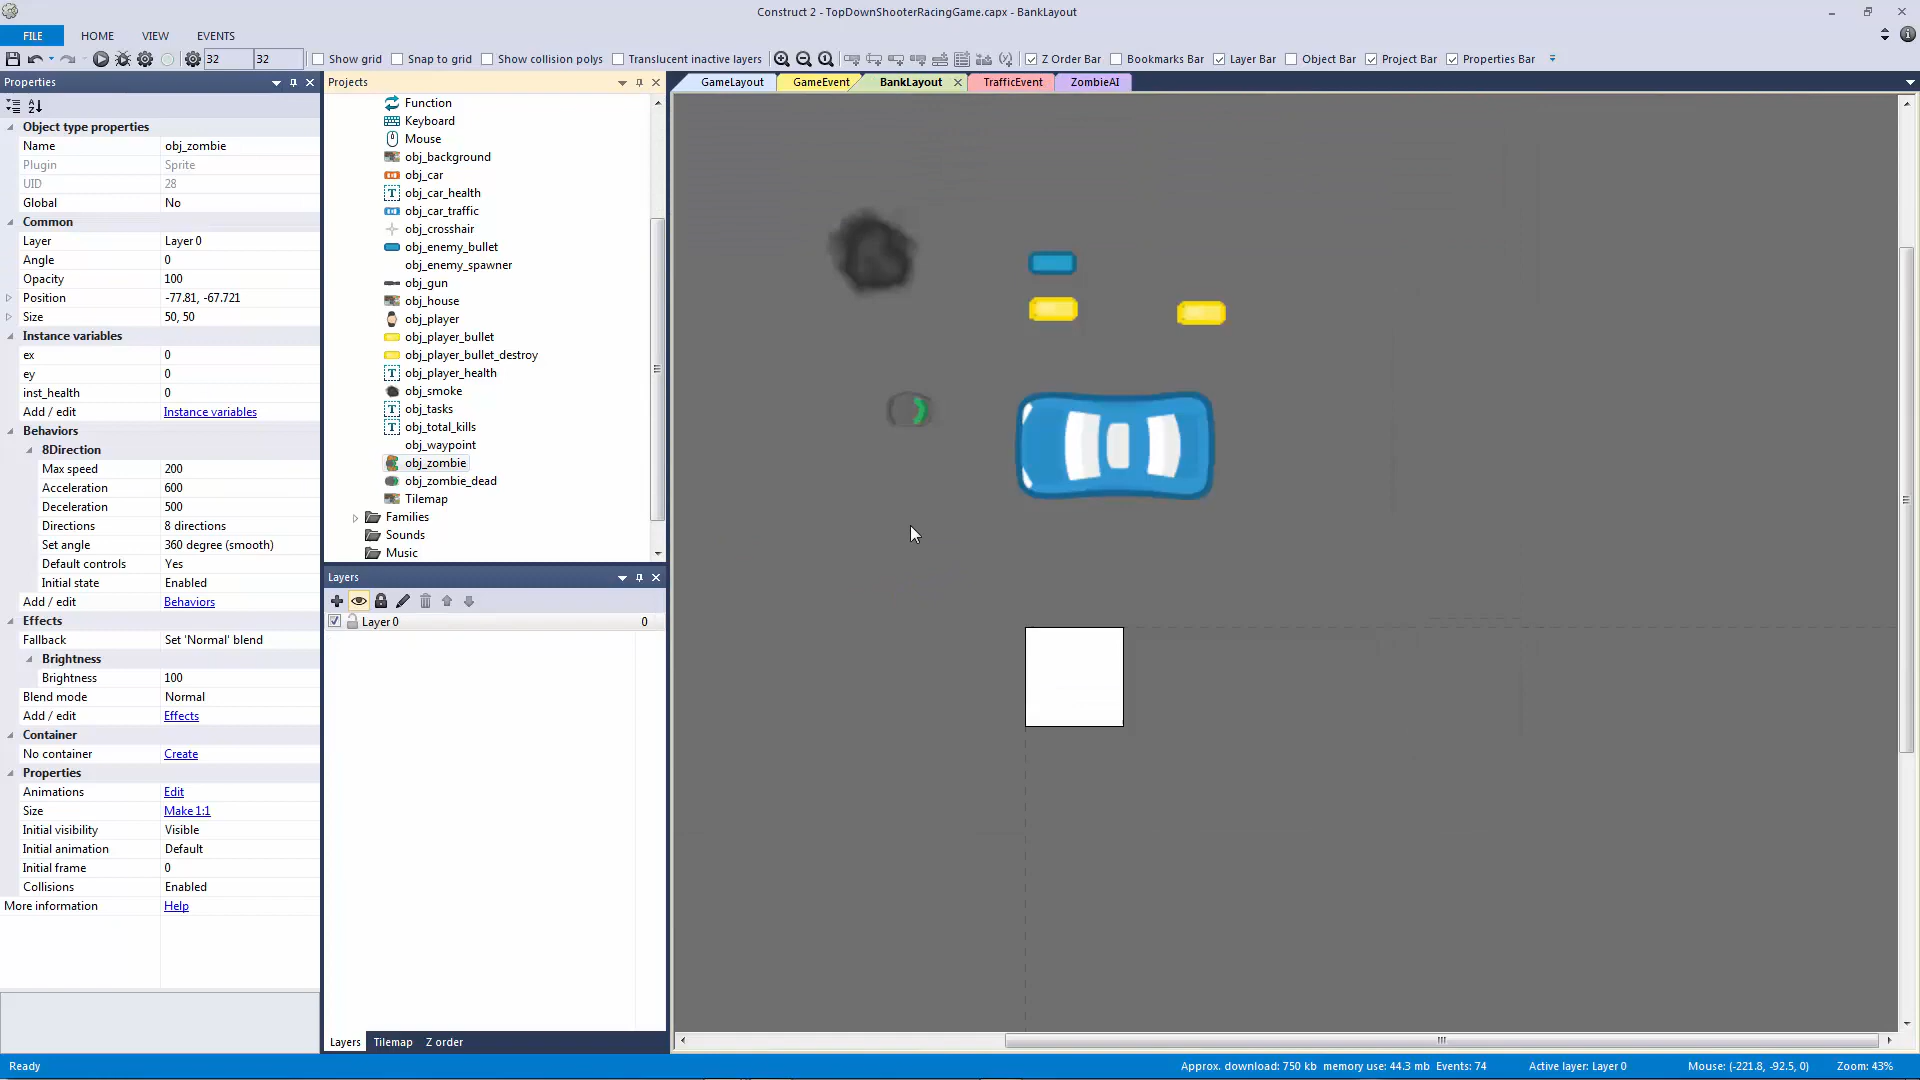 Construct 2 - TopDownShooterRacingGame.capx - BankLayout
FILE HOME VIEW EVENTS
32 32 Show grid Snap to grid Show collision polys Translucent inactive layers Z Order Bar Bookmarks Bar Layer Bar Object Bar Project Bar Properties Bar
Properties
Object type properties
Name obj_zombie
Plugin Sprite
UID 28
Global No
Common
Layer Layer 0
Angle 0
Opacity 100
Position -77.81, -67.721
Size 50, 50
Instance variables
ex 0
ey 0
inst_health 0
Add / edit Instance variables
Behaviors
8Direction
Max speed 200
Acceleration 600
Deceleration 500
Directions 8 directions
Set angle 360 degree (smooth)
Default controls Yes
Initial state Enabled
Add / edit Behaviors
Effects
Fallback Set 'Normal' blend
Brightness
Brightness 100
Blend mode Normal
Add / edit Effects
Container
No container Create
Properties
Animations Edit
Size Make 1:1
Initial visibility Visible
Initial animation Default
Initial frame 0
Collisions Enabled
More information Help
Projects
Function
Keyboard
Mouse
obj_background
obj_car
obj_car_health
obj_car_traffic
obj_crosshair
obj_enemy_bullet
obj_enemy_spawner
obj_gun
obj_house
obj_player
obj_player_bullet
obj_player_bullet_destroy
obj_player_health
obj_smoke
obj_tasks
obj_total_kills
obj_waypoint
obj_zombie
obj_zombie_dead
Tilemap
Families
Sounds
Music
Layers
Layer 0 0
Layers Tilemap Z order
GameLayout GameEvent BankLayout TrafficEvent ZombieAI
Ready
Approx. download: 750 kb memory use: 44.3 mb Events: 74 Active layer: Layer 0 Mouse: (-221.8, -92.5, 0) Zoom: 43%